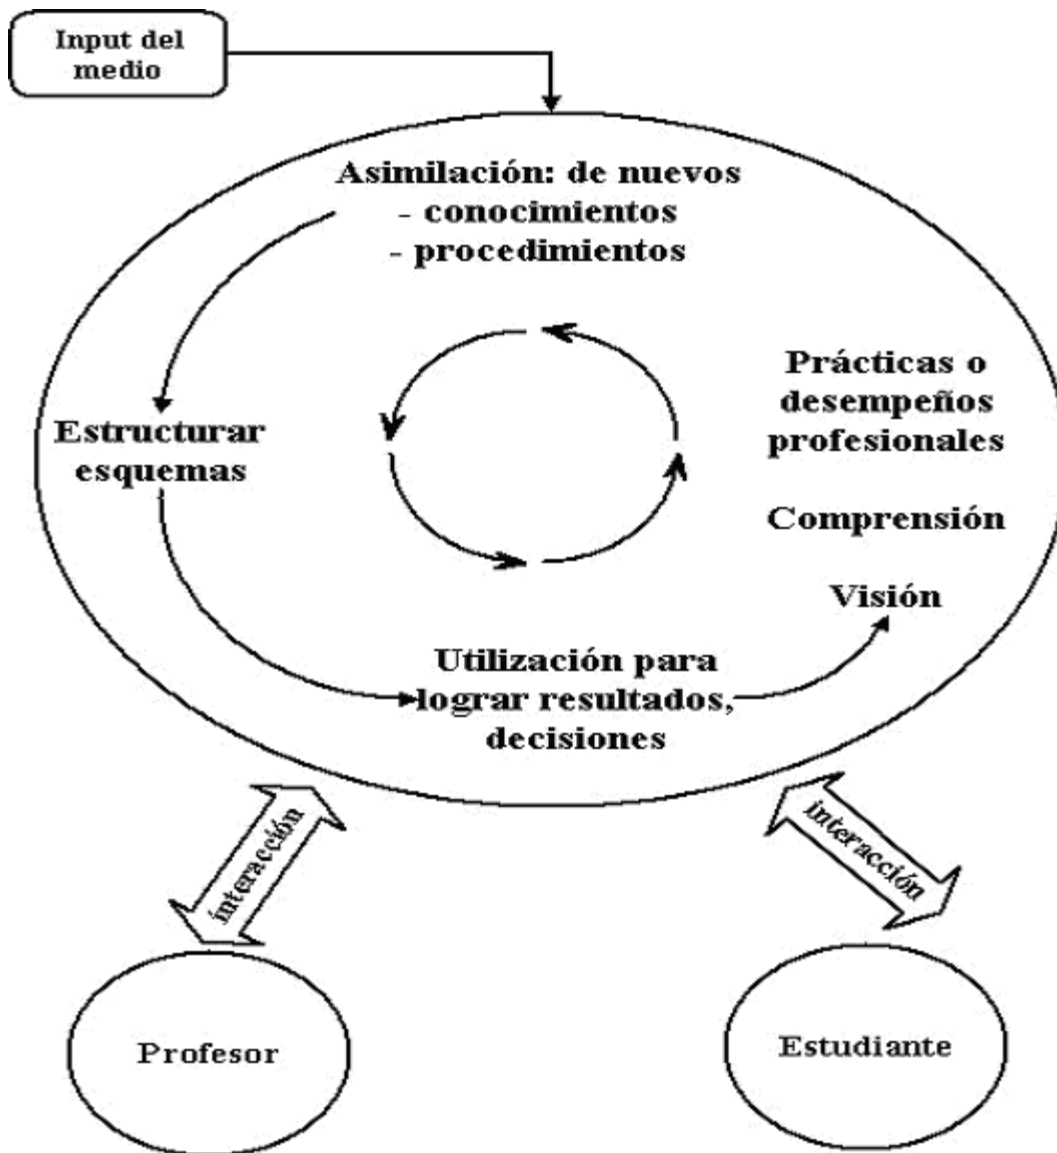 Input del
medio
Asimilación: de nuevos
- conocimientos
- procedimientos
Prácticas o
desempeños
profesionales
Estructurar
esquemas
Comprensión
Visión
Utilización para
lograr resultados,
decisiones
interacción
interacción
Profesor
Estudiante